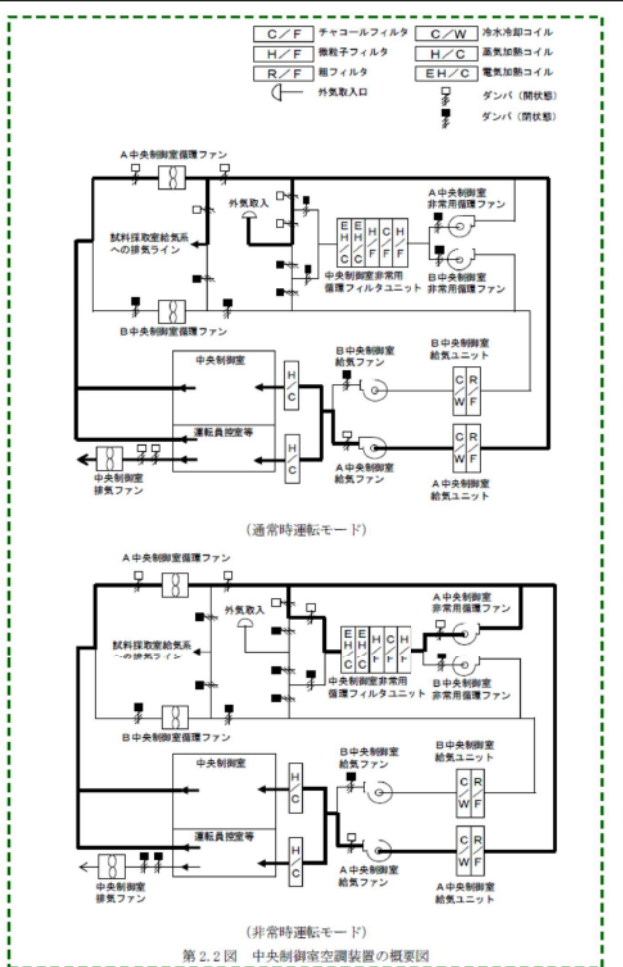 C/F チャコールフィルタ C/W 冷水冷却コイル
H/F 微粒子フィルタ H/C 蒸気加熱コイル
R/F 粗フィルタ EH/C 電気加熱コイル
外気取入口 ダンパ（開状態）
ダンパ（閉状態）
A中央制御室循環ファン
外気取入
A中央制御室
非常用循環ファン
試料採取室給気系
への排気ライン
E H / C
E H / C
H / F
C / F
H / F
中央制御室非常用
循環フィルタユニット
B中央制御室
非常用循環ファン
B中央制御室循環ファン
中央制御室
H / C
B中央制御室
給気ファン
B中央制御室
給気ユニット
C / W
R / F
運転員控室等
H / C
A中央制御室
給気ファン
C / W
R / F
A中央制御室
給気ユニット
中央制御室
排気ファン
(通常時運転モード)
A中央制御室循環ファン
外気取入
A中央制御室
非常用循環ファン
試料採取室給気系
への排気ライン
E H / C
E H / C
中央制御室非常用
循環フィルタユニット
B中央制御室
非常用循環ファン
B中央制御室循環ファン
中央制御室
H / C
B中央制御室
給気ファン
B中央制御室
給気ユニット
C / W
R / F
運転員控室等
H / C
A中央制御室
給気ファン
C / W
R / F
A中央制御室
給気ユニット
中央制御室
排気ファン
(非常時運転モード)
第2.2図 中央制御室空調装置の概要図